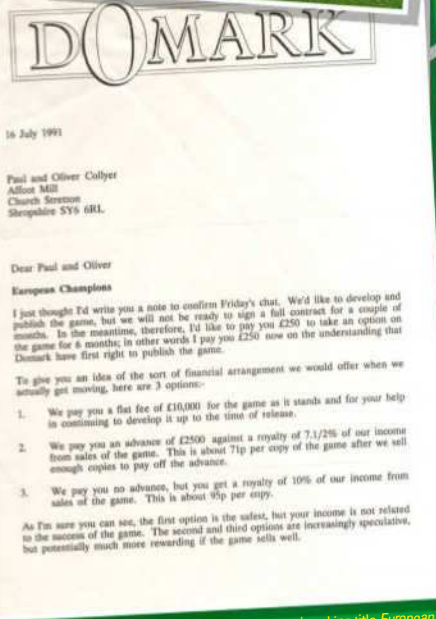 DOMARK
16 July 1991
Paul and Oliver Collyer
Affoot Mill
Church Stretton
Shropshire SY6 6RL
Dear Paul and Oliver
European Champions
I just thought I'd write you a note to confirm Friday's chat. We'd like to develop and
publish the game, but we will not be ready to sign a full contract for a couple of
months. In the meantime, therefore, I'd like to pay you £250 to take an option on
the game for 6 months; in other words I pay you £250 now on the understanding that
Domark have first right to publish the game.
To give you an idea of the sort of financial arrangement we would offer when we
actually get moving, here are 3 options:-
1. We pay you a flat fee of £10,000 for the game as it stands and for your help
in continuing to develop it up to the time of release.
2. We pay you an advance of £2500 against a royalty of 7.1/2% of our income
from sales of the game. This is about 71p per copy of the game after we sell
enough copies to pay off the advance.
3. We pay you no advance, but you get a royalty of 10% of our income from
sales of the game. This is about 95p per copy.
As I'm sure you can see, the first option is the safest, but your income is not related
to the success of the game. The second and third options are increasingly speculative,
but potentially much more rewarding if the game sells well.
title European